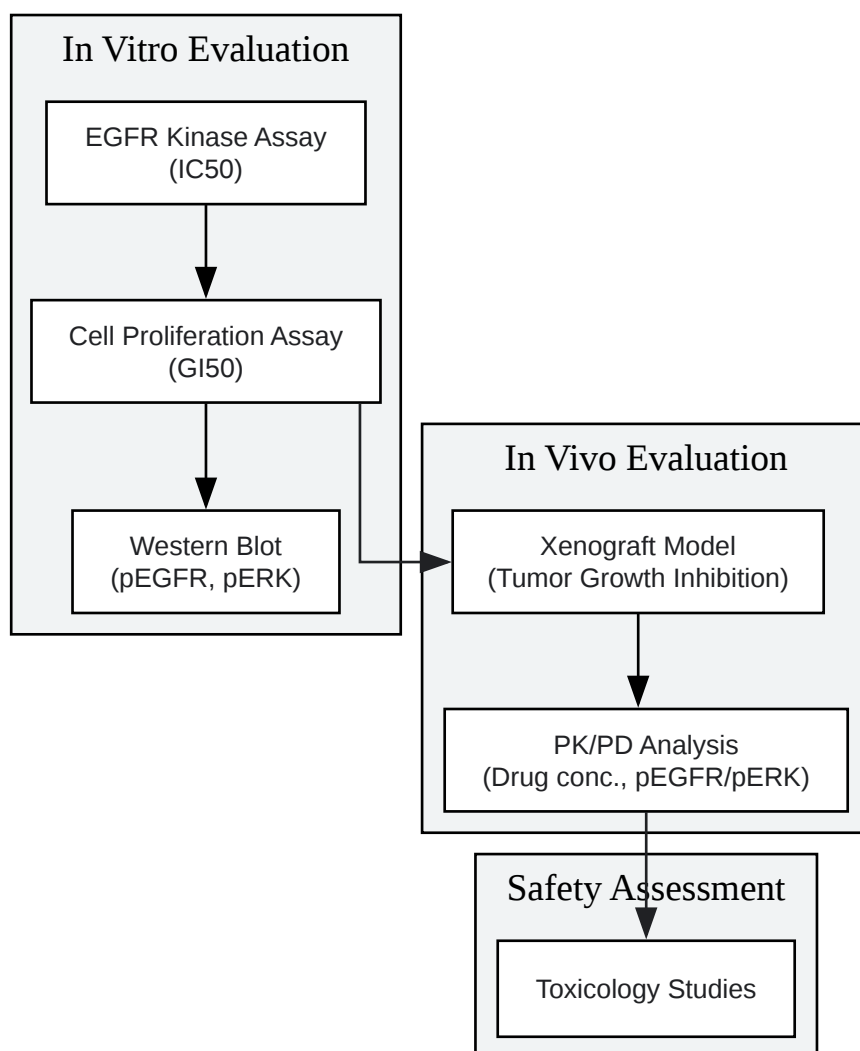 In Vitro Evaluation
EGFR Kinase Assay
(IC50)
Cell Proliferation Assay
(GI50)
Western Blot
(pEGFR, pERK)
In Vivo Evaluation
Xenograft Model
(Tumor Growth Inhibition)
PK/PD Analysis
(Drug conc., pEGFR/pERK)
Safety Assessment
Toxicology Studies